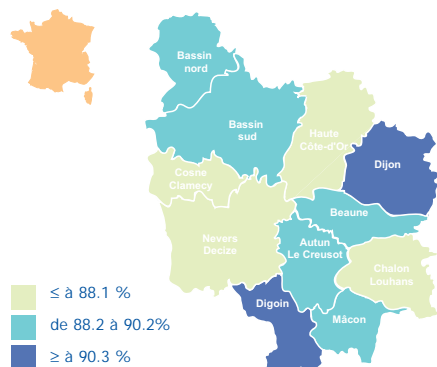 Bassin
nord
Bassin
sud
Haute
Côte-d'Or
Dijon
Cosne
Clamecy
Beaune
Nevers
Decize
Autun
Le Creusot
Chalon
Louhans
Digoin
Mâcon
≤ à 88.1 %
de 88.2 à 90.2%
≥ à 90.3 %